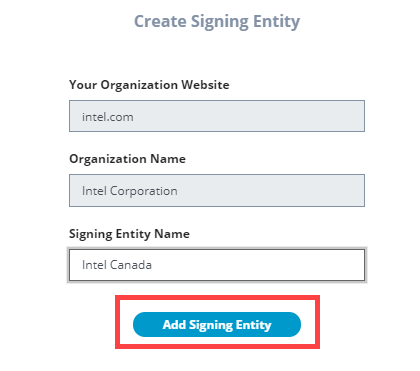 Create Signing Entity
Your Organization Website
intel.com
Organization Name
Intel Corporation
Signing Entity Name
Intel Canada
Add Signing Entity